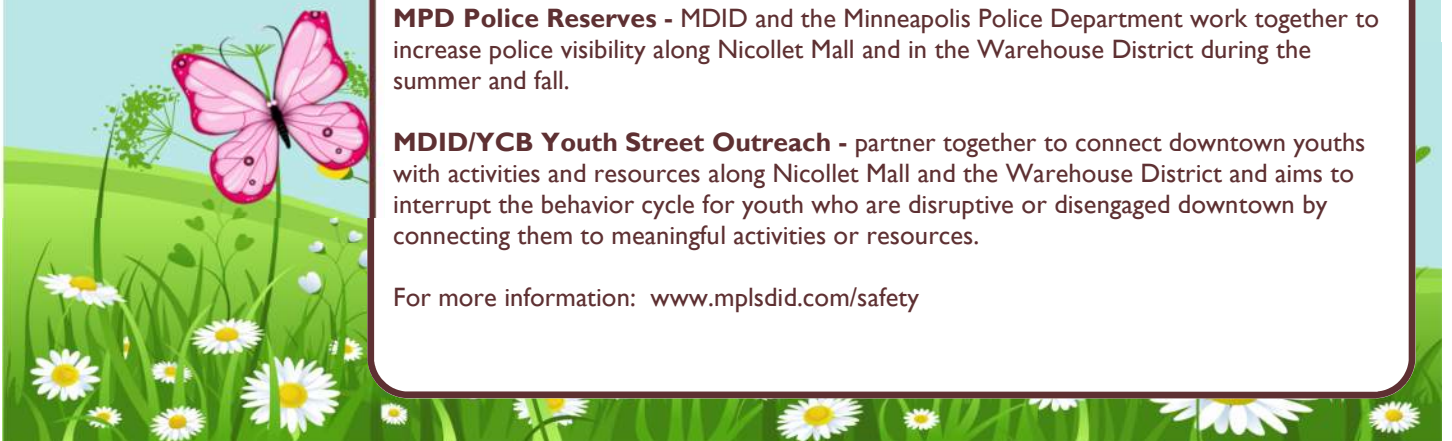 MPD Police Reserves - MDID and the Minneapolis Police Department work together to
increase police visibility along Nicollet Mall and in the Warehouse District during the
summer and fall.
MDID/YCB Youth Street Outreach - partner together to connect downtown youths
with activities and resources along Nicollet Mall and the Warehouse District and aims to
interrupt the behavior cycle for youth who are disruptive or disengaged downtown by
connecting them to meaningful activities or resources.
For more information:  www.mplsdid.com/safety